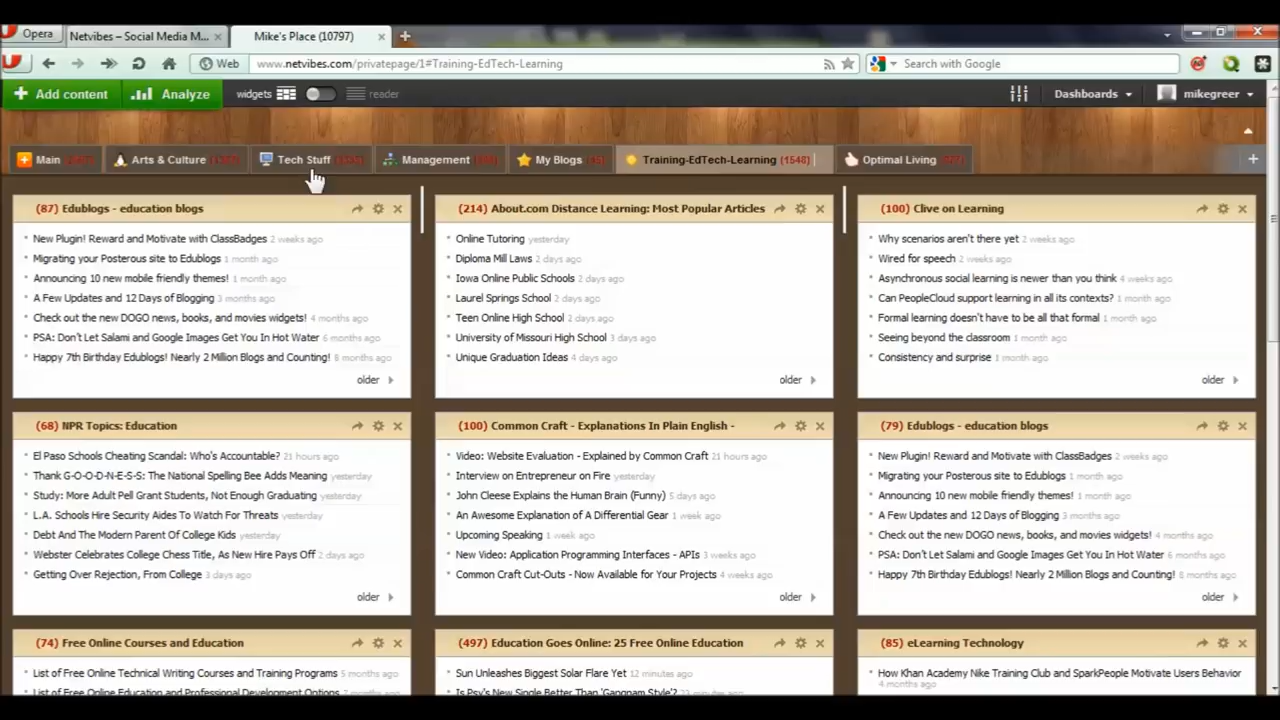 Opera
Netvibes – Social Media M...
Mike's Place (10797)
Web
www.netvibes.com/privatepage/1#Training-EdTech-Learning
Search with Google
Add content
Analyze
widgets
reader
Dashboards
mikegreer
Main
Arts & Culture
Tech Stuff
Management
My Blogs
Training-EdTech-Learning (1548)
Optimal Living
(87) Edublogs - education blogs
New Plugin! Reward and Motivate with ClassBadges 2 weeks ago
Migrating your Posterous site to Edublogs 1 month ago
Announcing 10 new mobile friendly themes! 1 month ago
A Few Updates and 12 Days of Blogging 3 months ago
Check out the new DOGO news, books, and movies widgets! 4 months ago
PSA: Don't Let Salami and Google Images Get You In Hot Water 6 months ago
Happy 7th Birthday Edublogs! Nearly 2 Million Blogs and Counting! 8 months ago
older
(214) About.com Distance Learning: Most Popular Articles
Online Tutoring yesterday
Diploma Mill Laws 2 days ago
Iowa Online Public Schools 2 days ago
Laurel Springs School 2 days ago
Teen Online High School 2 days ago
University of Missouri High School 3 days ago
Unique Graduation Ideas 4 days ago
older
(100) Clive on Learning
Why scenarios aren't there yet 2 weeks ago
Wired for speech 2 weeks ago
Asynchronous social learning is newer than you think 4 weeks ago
Can PeopleCloud support learning in all its contexts? 1 month ago
Formal learning doesn't have to be all that formal 1 month ago
Seeing beyond the classroom 1 month ago
Consistency and surprise 1 month ago
older
(68) NPR Topics: Education
El Paso Schools Cheating Scandal: Who's Accountable? 21 hours ago
Thank G-O-O-D-N-E-S-S: The National Spelling Bee Adds Meaning yesterday
Study: More Adult Pell Grant Students, Not Enough Graduating yesterday
L.A. Schools Hire Security Aides To Watch For Threats yesterday
Debt And The Modern Parent Of College Kids yesterday
Webster Celebrates College Chess Title, As New Hire Pays Off 2 days ago
Getting Over Rejection, From College 3 days ago
older
(100) Common Craft - Explanations In Plain English -
Video: Website Evaluation - Explained by Common Craft 21 hours ago
Interview on Entrepreneur on Fire yesterday
John Cleese Explains the Human Brain (Funny) 5 days ago
An Awesome Explanation of A Differential Gear 1 week ago
Upcoming Speaking 1 week ago
New Video: Application Programming Interfaces - APIs 3 weeks ago
Common Craft Cut-Outs - Now Available for Your Projects 4 weeks ago
older
(79) Edublogs - education blogs
New Plugin! Reward and Motivate with ClassBadges 2 weeks ago
Migrating your Posterous site to Edublogs 1 month ago
Announcing 10 new mobile friendly themes! 1 month ago
A Few Updates and 12 Days of Blogging 3 months ago
Check out the new DOGO news, books, and movies widgets! 4 months ago
PSA: Don't Let Salami and Google Images Get You In Hot Water 6 months ago
Happy 7th Birthday Edublogs! Nearly 2 Million Blogs and Counting! 8 months ago
older
(74) Free Online Courses and Education
List of Free Online Technical Writing Courses and Training Programs 5 months ago
List of Free Online Education and Professional Development Options
(497) Education Goes Online: 25 Free Online Education
Sun Unleashes Biggest Solar Flare Yet 12 minutes ago
Is Psy's New Single Better Than 'Gangnam Style'?
(85) eLearning Technology
How Khan Academy Nike Training Club and SparkPeople Motivate Users Behavior
4 months ago